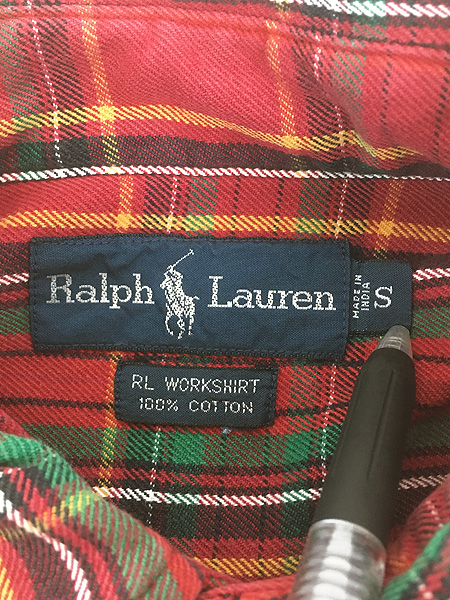 Ralph Lauren
MADE IN
INDIA
S
RL WORKSHIRT
100% COTTON